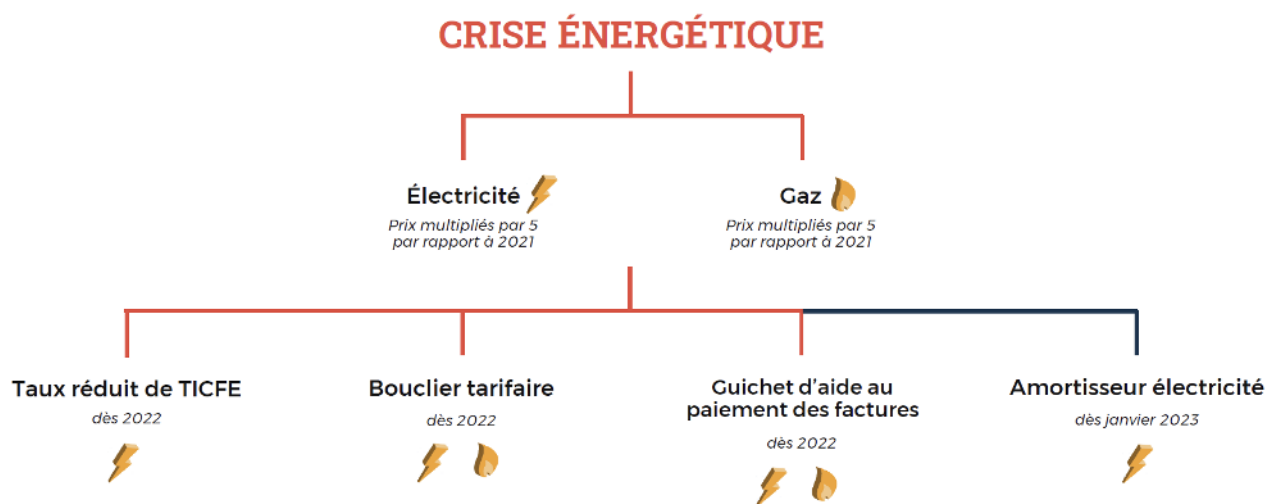 CRISE ÉNERGÉTIQUE
Électricité
Prix multipliés par 5
par rapport à 2021
Gaz
Prix multipliés par 5
par rapport à 2021
Taux réduit de TICFE
dès 2022
Bouclier tarifaire
dès 2022
Guichet d'aide au
paiement des factures
dès 2022
Amortisseur électricité
dès janvier 2023